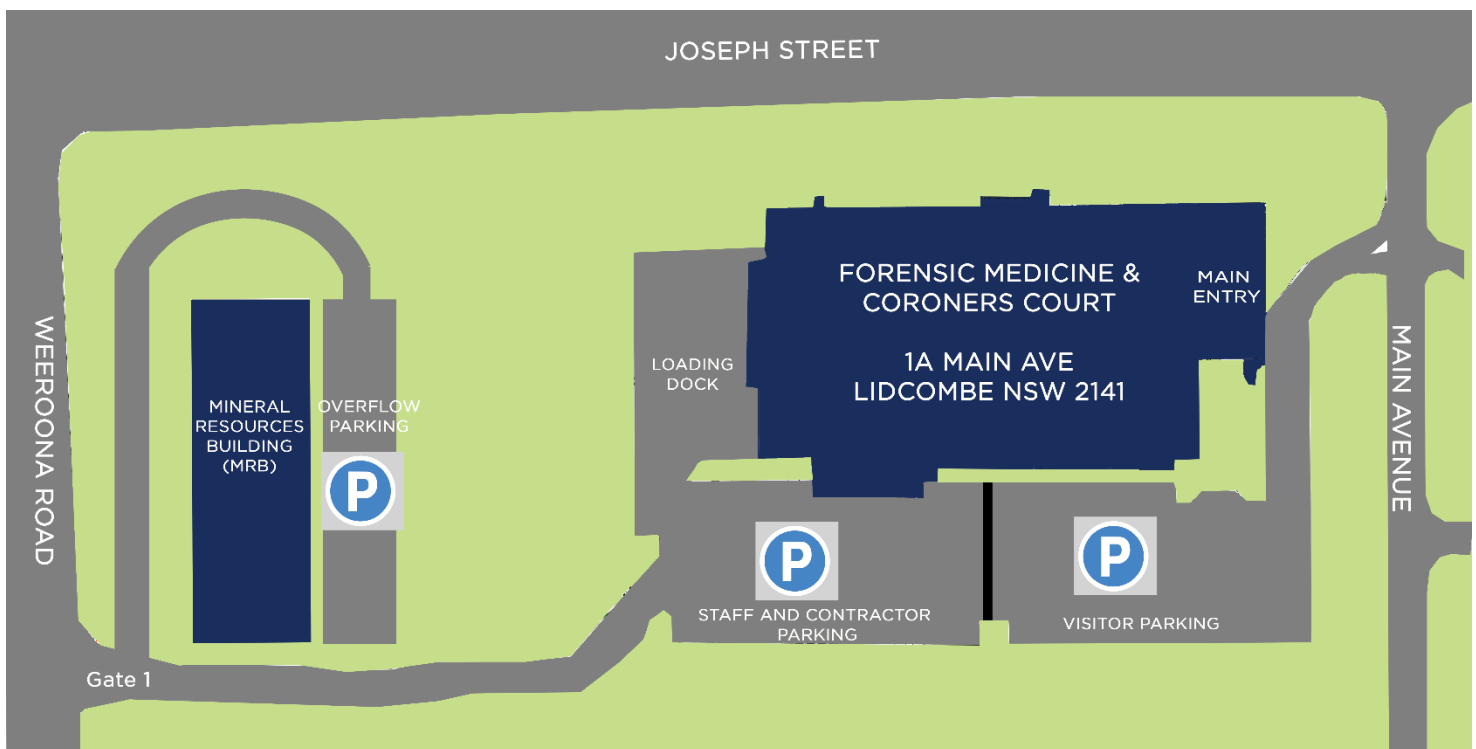 JOSEPH STREET
FORENSIC MEDICINE &
CORONERS COURT
1A MAIN AVE
LIDCOMBE NSW 2141
MAIN
ENTRY
LOADING
DOCK
WEEROONA ROAD
MAIN AVENUE
MINERAL
RESOURCES
BUILDING
(MRB)
OVERFLOW
PARKING
P
P
STAFF AND CONTRACTOR
PARKING
P
VISITOR PARKING
Gate 1